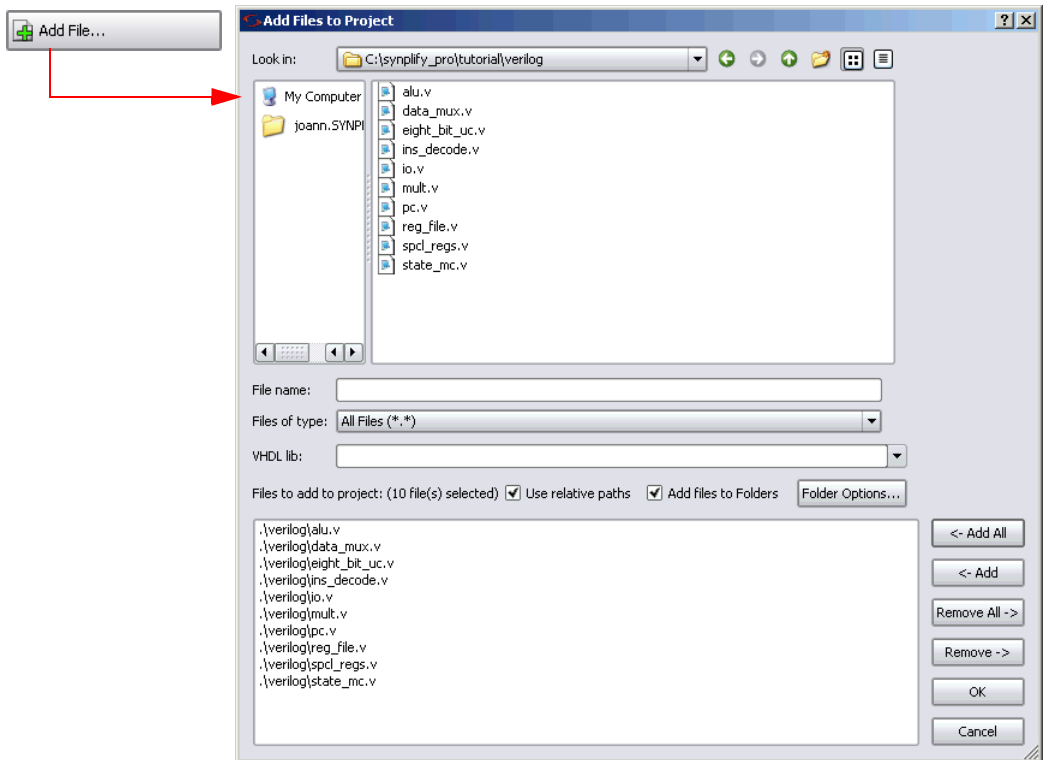 Add File...
Add Files to Project
Look in: C:\synplify_pro\tutorial\verilog
My Computer
joann.SYNPI
alu.v
data_mux.v
eight_bit_uc.v
ins_decode.v
io.v
mult.v
pc.v
reg_file.v
spcl_regs.v
state_mc.v
File name:
Files of type: All Files (*.*)
VHDL lib:
Files to add to project: (10 file(s) selected) Use relative paths Add files to Folders Folder Options...
.\verilog\alu.v
.\verilog\data_mux.v
.\verilog\eight_bit_uc.v
.\verilog\ins_decode.v
.\verilog\io.v
.\verilog\mult.v
.\verilog\pc.v
.\verilog\reg_file.v
.\verilog\spcl_regs.v
.\verilog\state_mc.v
<- Add All
<- Add
Remove All ->
Remove ->
OK
Cancel